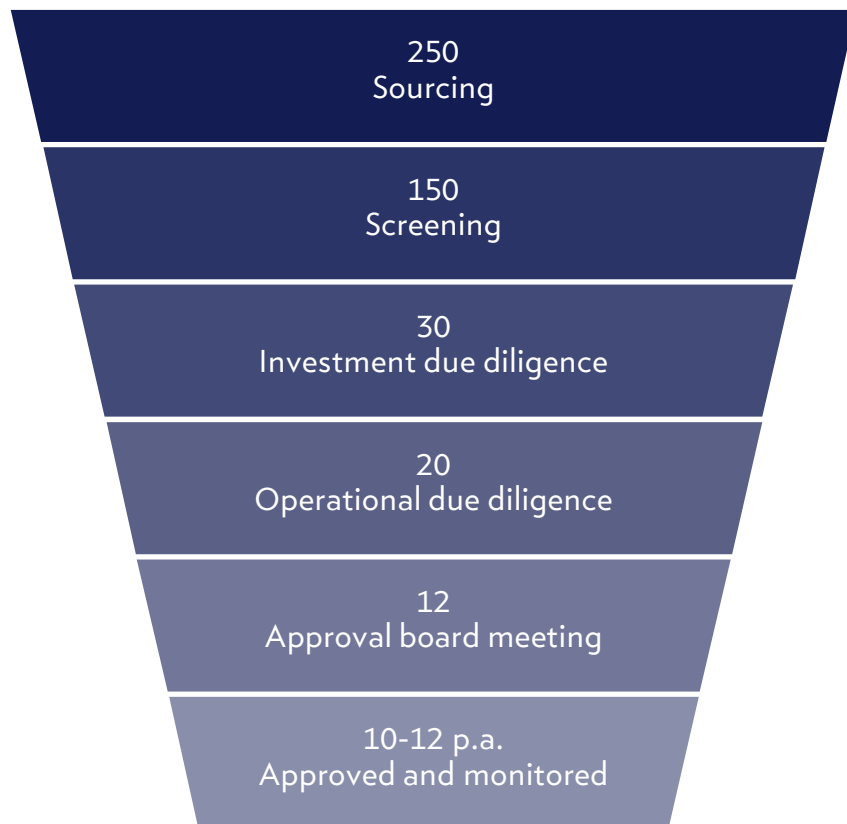 250
Sourcing
150
Screening
30
Investment due diligence
20
Operational due diligence
12
Approval board meeting
10-12 p.a.
Approved and monitored